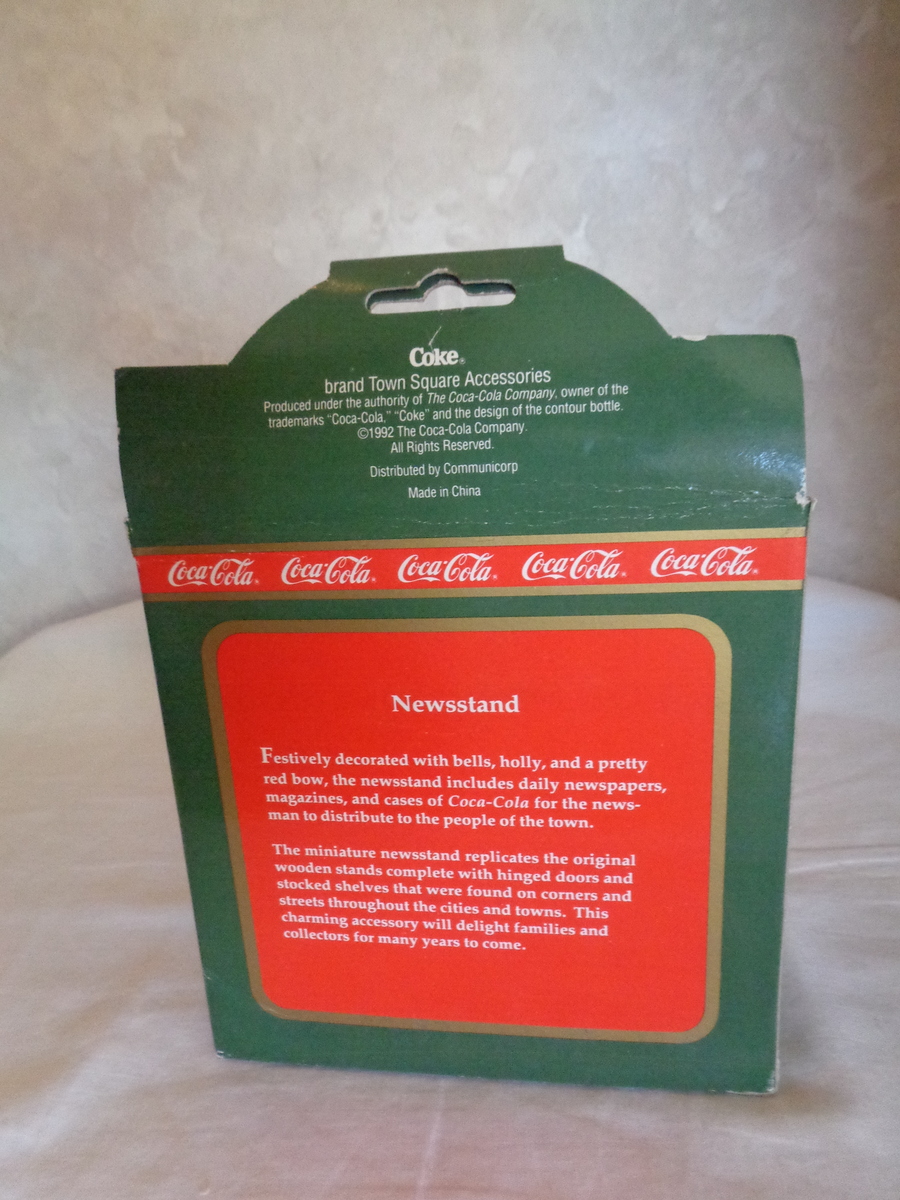 Coke®
brand Town Square Accessories
Produced under the authority of The Coca-Cola Company, owner of the
trademarks "Coca-Cola," "Coke" and the design of the contour bottle.
©1992 The Coca-Cola Company.
All Rights Reserved.
Distributed by Communicorp
Made in China
Coca-Cola® Coca-Cola® Coca-Cola® Coca-Cola® Coca-Cola®
Newsstand
Festively decorated with bells, holly, and a pretty
red bow, the newsstand includes daily newspapers,
magazines, and cases of Coca-Cola for the news-
man to distribute to the people of the town.
The miniature newsstand replicates the original
wooden stands complete with hinged doors and
stocked shelves that were found on corners and
streets throughout the cities and towns. This
charming accessory will delight families and
collectors for many years to come.